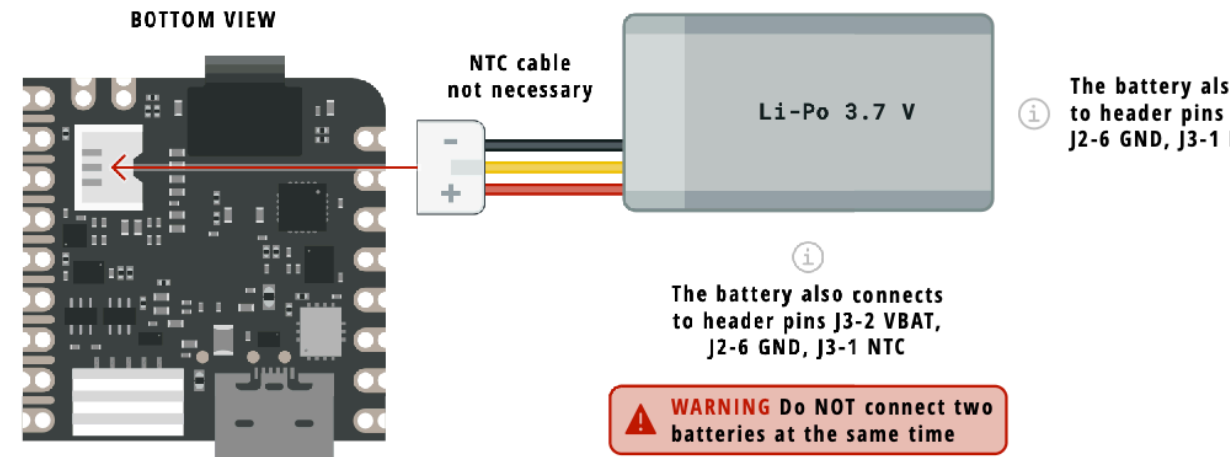 BOTTOM VIEW
NTC cable
not necessary
-
+
Li-Po 3.7 V
i
The battery als
to header pins
J2-6 GND, J3-1
i
The battery also connects
to header pins J3-2 VBAT,
J2-6 GND, J3-1 NTC
WARNING Do NOT connect two
batteries at the same time